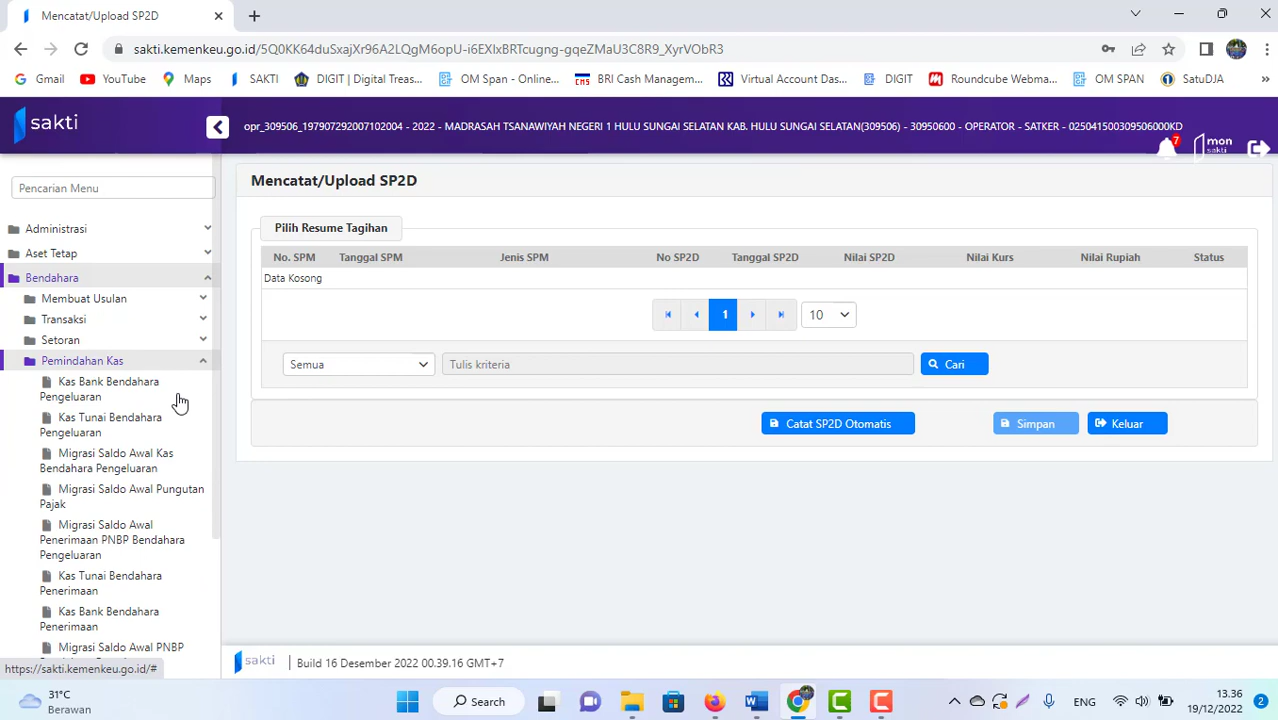 Mencatat/Upload SP2D
sakti.kemenkeu.go.id/5Q0KK64duSxajXr96A2LQgM6opU-i6EXIxBRTcugng-gqeZMaU3C8R9_XyrVObR3
Gmail YouTube Maps SAKTI DIGIT | Digital Treas... OM Span - Online... BRI Cash Managem... Virtual Account Das... DIGIT Roundcube Webma... OM SPAN SatuDJA
sakti
opr_309506_197907292007102004 - 2022 - MADRASAH TSANAWIYAH NEGERI 1 HULU SUNGAI SELATAN KAB. HULU SUNGAI SELATAN(309506) - 30950600 - OPERATOR - SATKER - 025041500309506000KD
7
mon
sakti
Pencarian Menu
Administrasi
Aset Tetap
Bendahara
Membuat Usulan
Transaksi
Setoran
Pemindahan Kas
Kas Bank Bendahara
Pengeluaran
Kas Tunai Bendahara
Pengeluaran
Migrasi Saldo Awal Kas
Bendahara Pengeluaran
Migrasi Saldo Awal Pungutan
Pajak
Migrasi Saldo Awal
Penerimaan PNBP Bendahara
Pengeluaran
Kas Tunai Bendahara
Penerimaan
Kas Bank Bendahara
Penerimaan
Migrasi Saldo Awal PNBP
https://sakti.kemenkeu.go.id/#
Mencatat/Upload SP2D
Pilih Resume Tagihan
No. SPM Tanggal SPM Jenis SPM No SP2D Tanggal SP2D Nilai SP2D Nilai Kurs Nilai Rupiah Status
Data Kosong
1 10
Semua Tulis kriteria Cari
Catat SP2D Otomatis Simpan Keluar
sakti Build 16 Desember 2022 00.39.16 GMT+7
31°C
Berawan
Search
ENG
13.36
19/12/2022
2